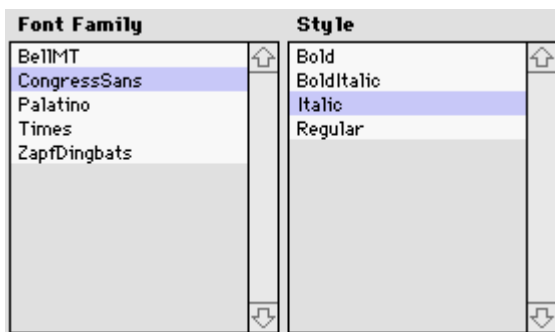 Font Family
BellMT
CongressSans
Palatino
Times
ZapfDingbats
Style
Bold
BoldItalic
Italic
Regular